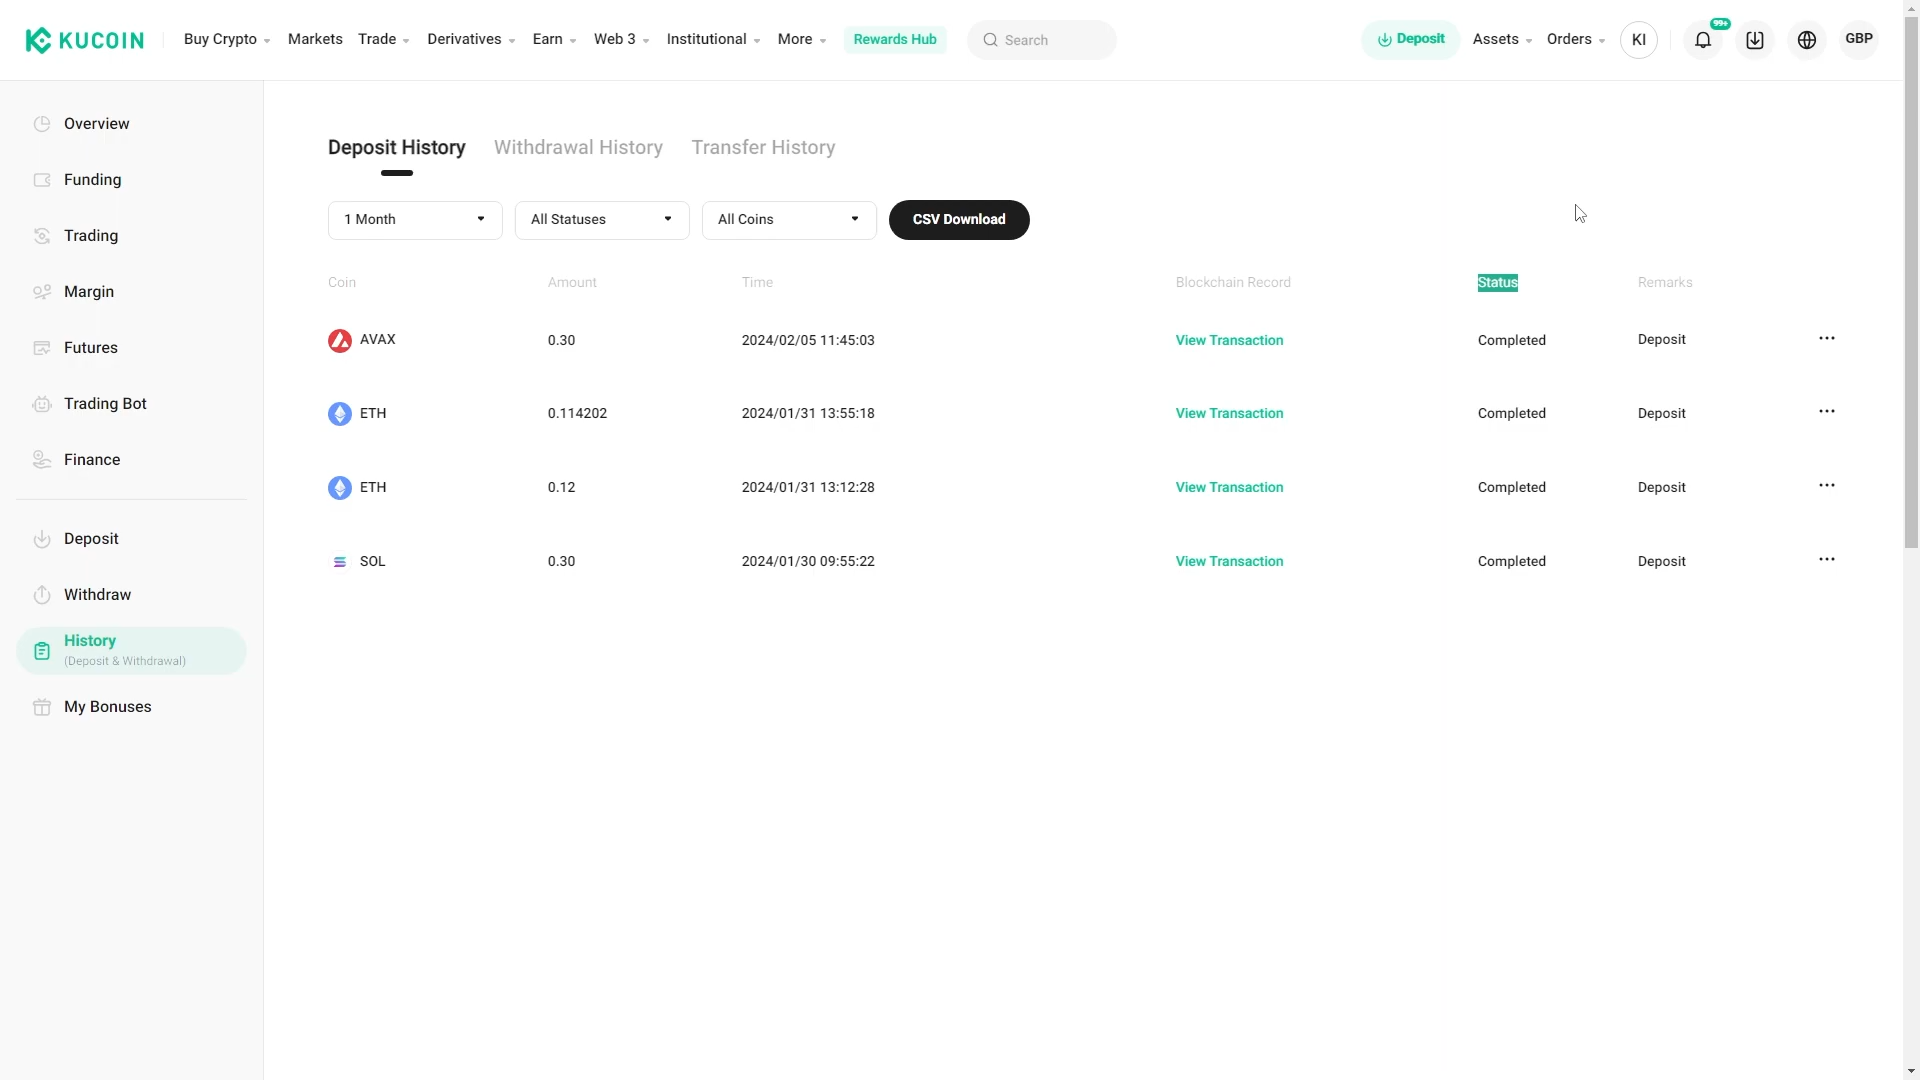 KUCOIN Buy Crypto Markets Trade Derivatives Earn Web 3 Institutional More Rewards Hub Search Deposit Assets Orders KI 99+ GBP
Overview
Funding
Trading
Margin
Futures
Trading Bot
Finance
Deposit
Withdraw
History
(Deposit & Withdrawal)
My Bonuses
Deposit History Withdrawal History Transfer History
1 Month All Statuses All Coins CSV Download
Coin Amount Time Blockchain Record Status Remarks
AVAX 0.30 2024/02/05 11:45:03 View Transaction Completed Deposit ...
ETH 0.114202 2024/01/31 13:55:18 View Transaction Completed Deposit ...
ETH 0.12 2024/01/31 13:12:28 View Transaction Completed Deposit ...
SOL 0.30 2024/01/30 09:55:22 View Transaction Completed Deposit ...